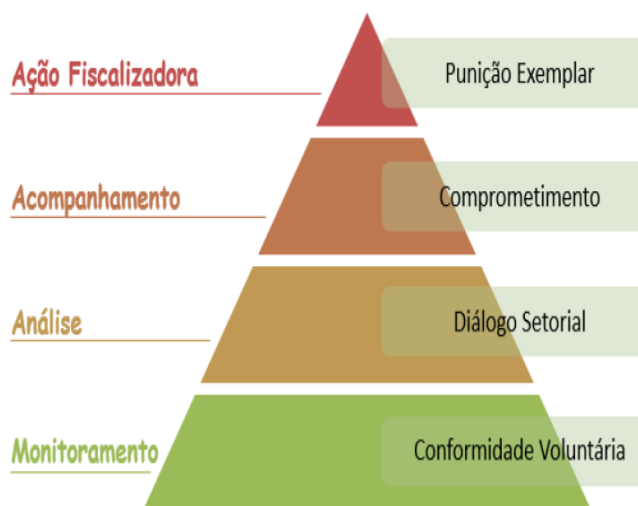 Ação Fiscalizadora
Punição Exemplar
Acompanhamento
Comprometimento
Análise
Diálogo Setorial
Monitoramento
Conformidade Voluntária